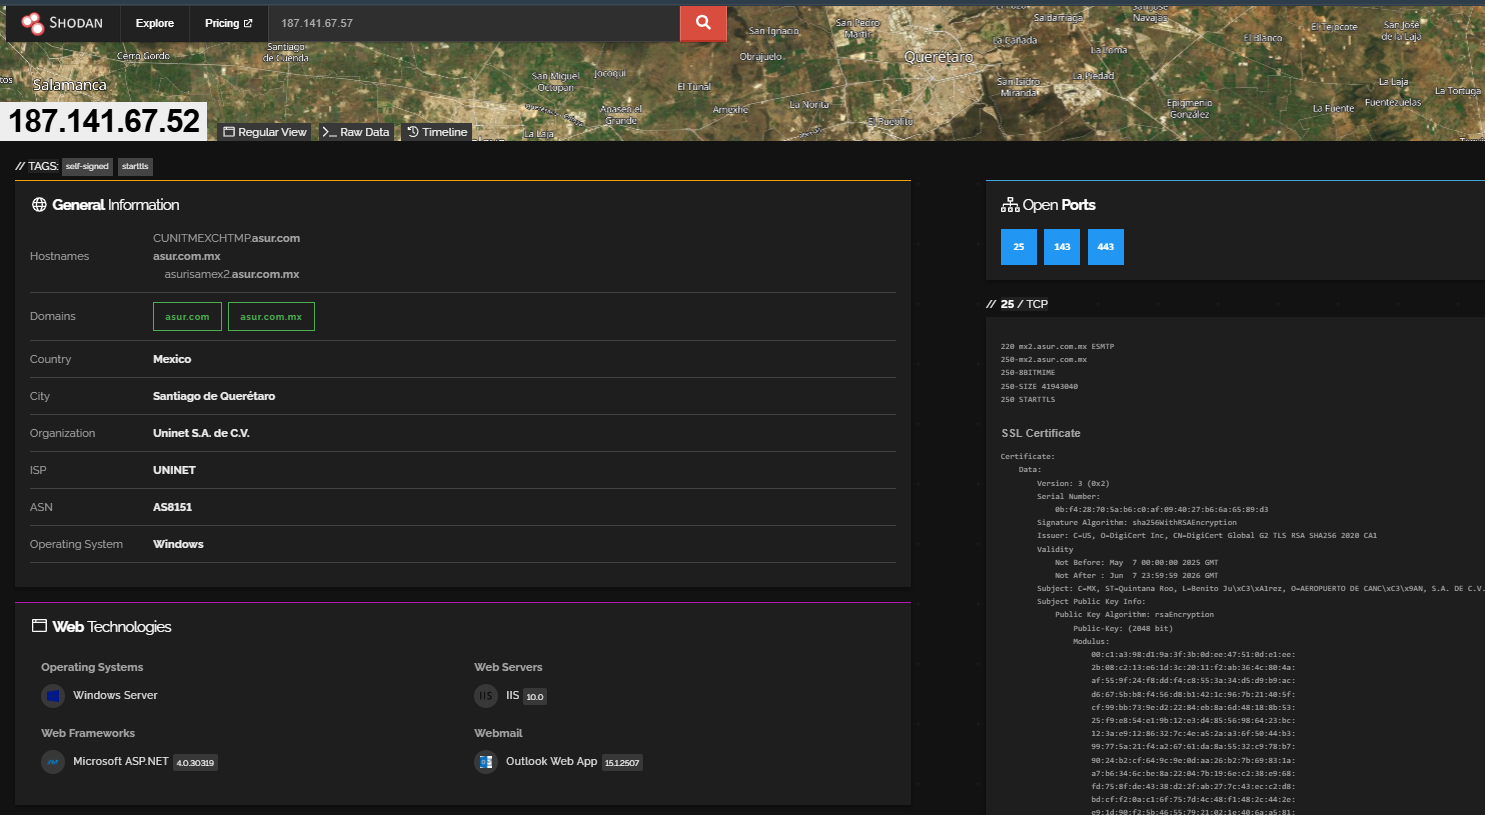 SHODAN
Explore
Pricing
187.141.67.57
Cerro Gordo
Santiago
de Cuenda
Salamanca
San Miguel
Octopan
Jocoqui
Apaseo el
Grande
La Laja
San Ignacio
San Pedro
Martir
Obrajuelo
El Tunal
Ameche
La Norita
Querétaro
La Cañada
Saldarriaga
Navajas
La Loma
San Isidro
Miranda
La Piedad
Epigmenio
González
El Blanco
El Tejocote
San José
de la Laja
La Laja
La Fuente
Fuentezuelas
La Tortuga
187.141.67.52
Regular View
>_ Raw Data
Timeline
// TAGS: self-signed starttls
General Information
Hostnames
CUNITMEXCHTMP.asur.com
asur.com.mx
asurisamex2.asur.com.mx
Domains asur.com asur.com.mx
Country Mexico
City Santiago de Querétaro
Organization Uninet S.A. de C.V.
ISP UNINET
ASN AS8151
Operating System Windows
Web Technologies
Operating Systems
Windows Server
Web Servers
IIS IIS 10.0
Web Frameworks
Microsoft ASP.NET 4.0.30319
Webmail
Outlook Web App 15.1.2507
Open Ports
25 143 443
// 25 / TCP
220 mx2.asur.com.mx ESMTP
250-mx2.asur.com.mx
250-8BITMIME
250-SIZE 41943040
250 STARTTLS
SSL Certificate
Certificate:
Data:
Version: 3 (0x2)
Serial Number:
0b:f4:28:70:5a:b6:c0:af:09:40:27:b6:6a:65:89:d3
Signature Algorithm: sha256WithRSAEncryption
Issuer: C=US, O=DigiCert Inc, CN=DigiCert Global G2 TLS RSA SHA256 2020 CA1
Validity
Not Before: May 7 00:00:00 2025 GMT
Not After : Jun 7 23:59:59 2026 GMT
Subject: C=MX, ST=Quintana Roo, L=Benito Ju\xC3\xA1rez, O=AEROPUERTO DE CANC\xC3\x9AN, S.A. DE C.V.
Subject Public Key Info:
Public Key Algorithm: rsaEncryption
Public-Key: (2048 bit)
Modulus:
00:c1:a3:98:d1:9a:3f:3b:0d:ee:47:51:0d:e1:ee:
2b:08:c2:13:e6:1d:3c:20:11:f2:ab:36:4c:80:4a:
af:55:9f:24:f8:dd:f4:c8:55:3a:34:d5:d9:b9:ac:
d6:67:5b:b8:f4:56:d8:b1:42:1c:96:7b:21:40:5f:
cf:99:bb:73:9e:d2:22:84:eb:8a:6d:48:18:8b:53:
25:f9:e8:54:e1:9b:12:e3:d4:85:56:98:64:23:bc:
12:3a:e9:12:86:32:7c:4e:a5:2a:a3:6f:50:44:b3:
99:77:5a:21:f4:a2:67:61:da:8a:55:32:c9:78:b7:
90:24:b2:cf:64:9c:9e:0d:aa:26:b2:7b:69:83:1a:
a7:b6:34:6c:be:8a:22:04:7b:19:6e:c2:38:e9:68:
fd:75:8f:de:43:38:d2:2f:ab:27:7c:43:ec:c2:d8:
bd:cf:f2:0a:c1:6f:75:7d:4c:48:f1:48:2c:44:2e:
e9:1d:90:f2:5b:46:55:79:21:02:1e:40:6a:a5:81: